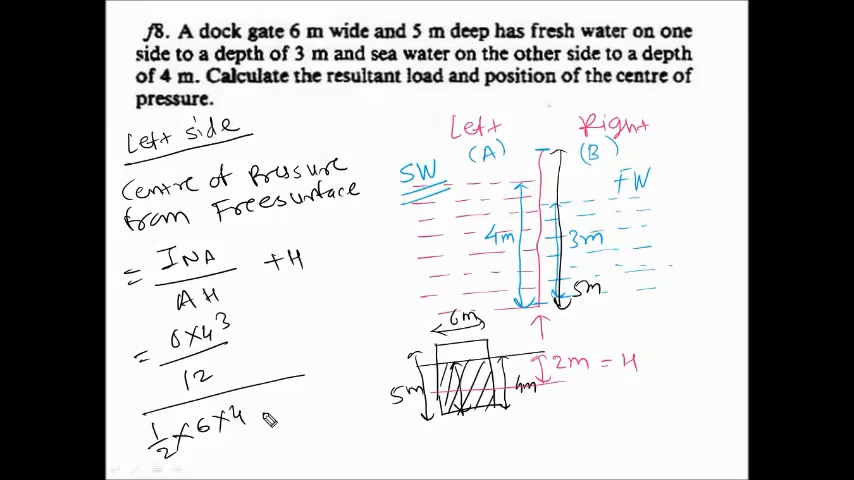 f8. A dock gate 6 m wide and 5 m deep has fresh water on one
side to a depth of 3 m and sea water on the other side to a depth
of 4 m. Calculate the resultant load and position of the centre of
pressure.
Left side
Centre of Pressure
from Freesurface
= INA / AH + H
= 6×4³ / 12
1/2 × 6 × 4
Left
(A)
Right
(B)
SW
FW
4m
3m
5m
6m
5m
4m
2m = H